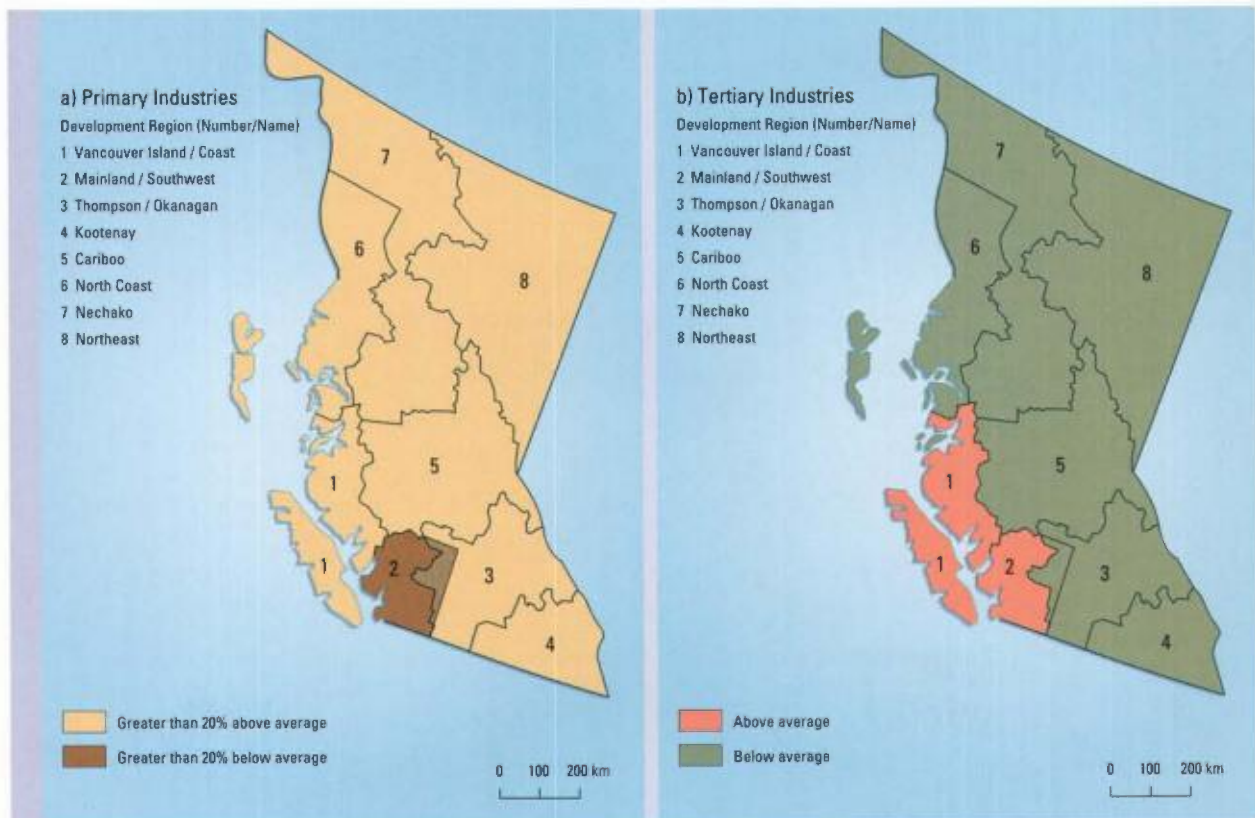 a) Primary Industries
Development Region (Number/Name)
1 Vancouver Island / Coast
2 Mainland / Southwest
3 Thompson / Okanagan
4 Kootenay
5 Cariboo
6 North Coast
7 Nechako
8 Northeast
7
6
8
5
1
1
2
3
4
Greater than 20% above average
Greater than 20% below average
0 100 200 km
b) Tertiary Industries
Development Region (Number/Name)
1 Vancouver Island / Coast
2 Mainland / Southwest
3 Thompson / Okanagan
4 Kootenay
5 Cariboo
6 North Coast
7 Nechako
8 Northeast
7
6
8
5
1
1
2
3
4
Above average
Below average
0 100 200 km